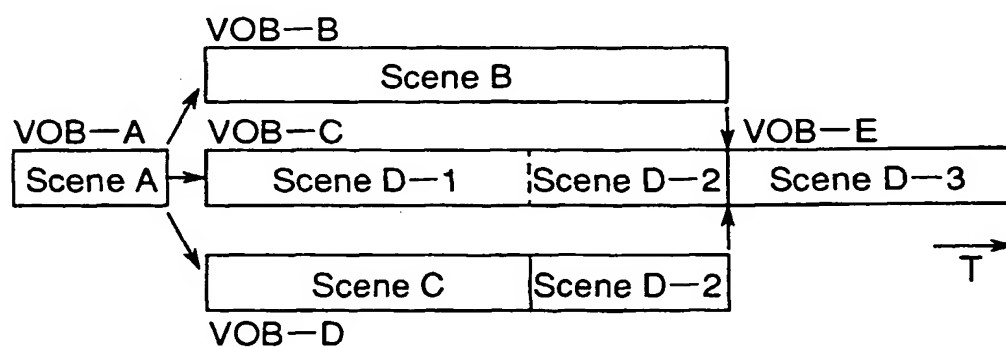 VOB—B
Scene B
VOB—A
VOB—C
VOB—E
Scene A
Scene D—1
Scene D—2
Scene D—3
T
Scene C
Scene D—2
VOB—D